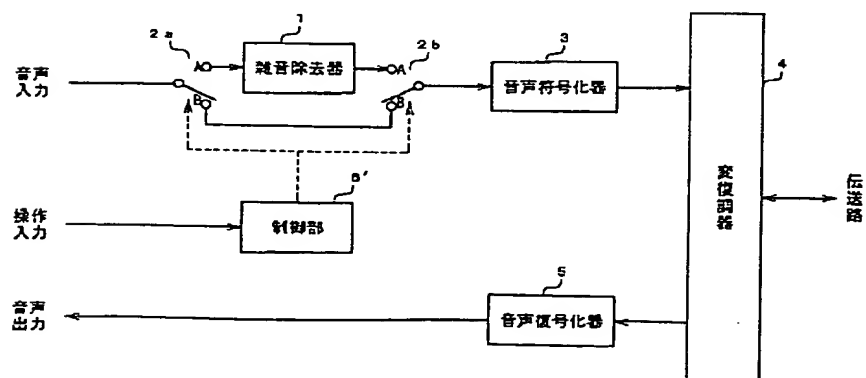 1
2a
2b
3
4
A
雑音除去器
A
音声入力
B
B
音声符号化器
変復調器
伝送路
6'
操作入力
制御部
5
音声出力
音声復号化器